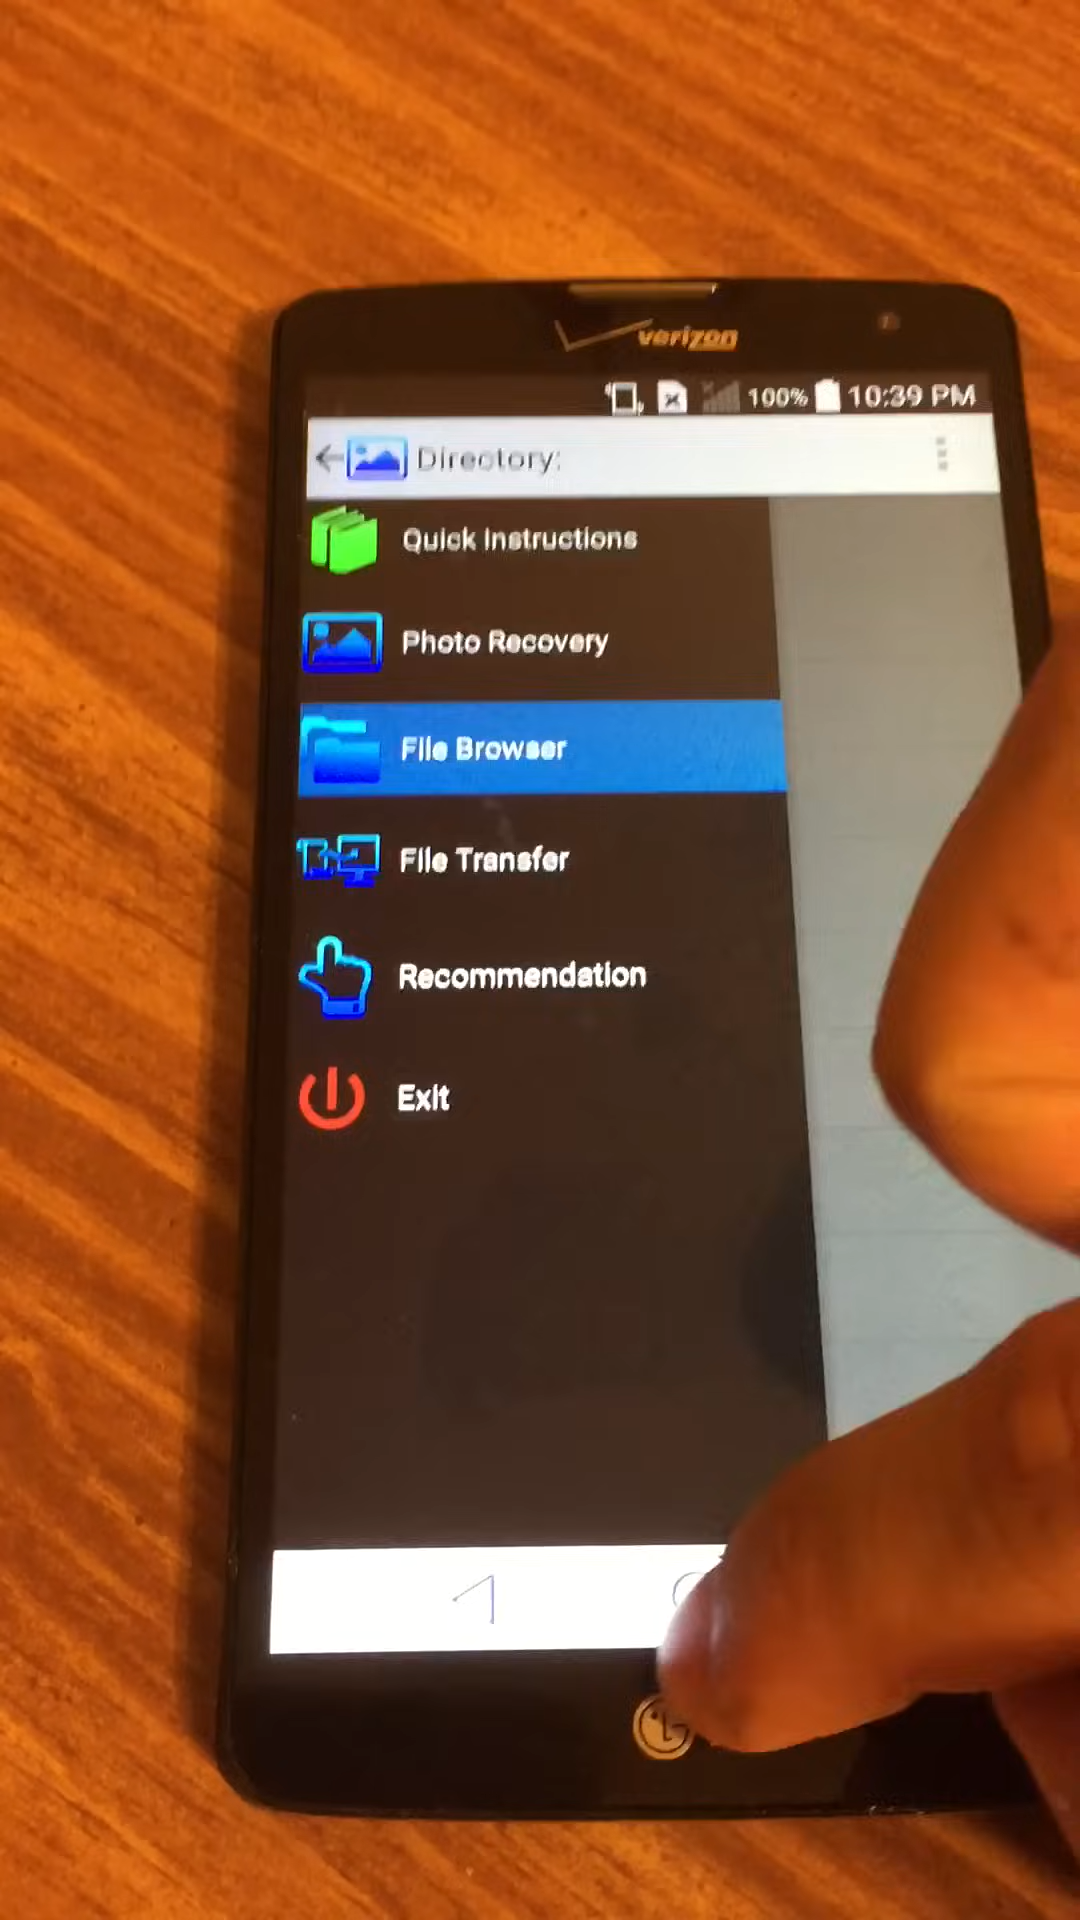 verizon
100% 10:39 PM
Directory:
Quick Instructions
Photo Recovery
File Browser
File Transfer
Recommendation
Exit